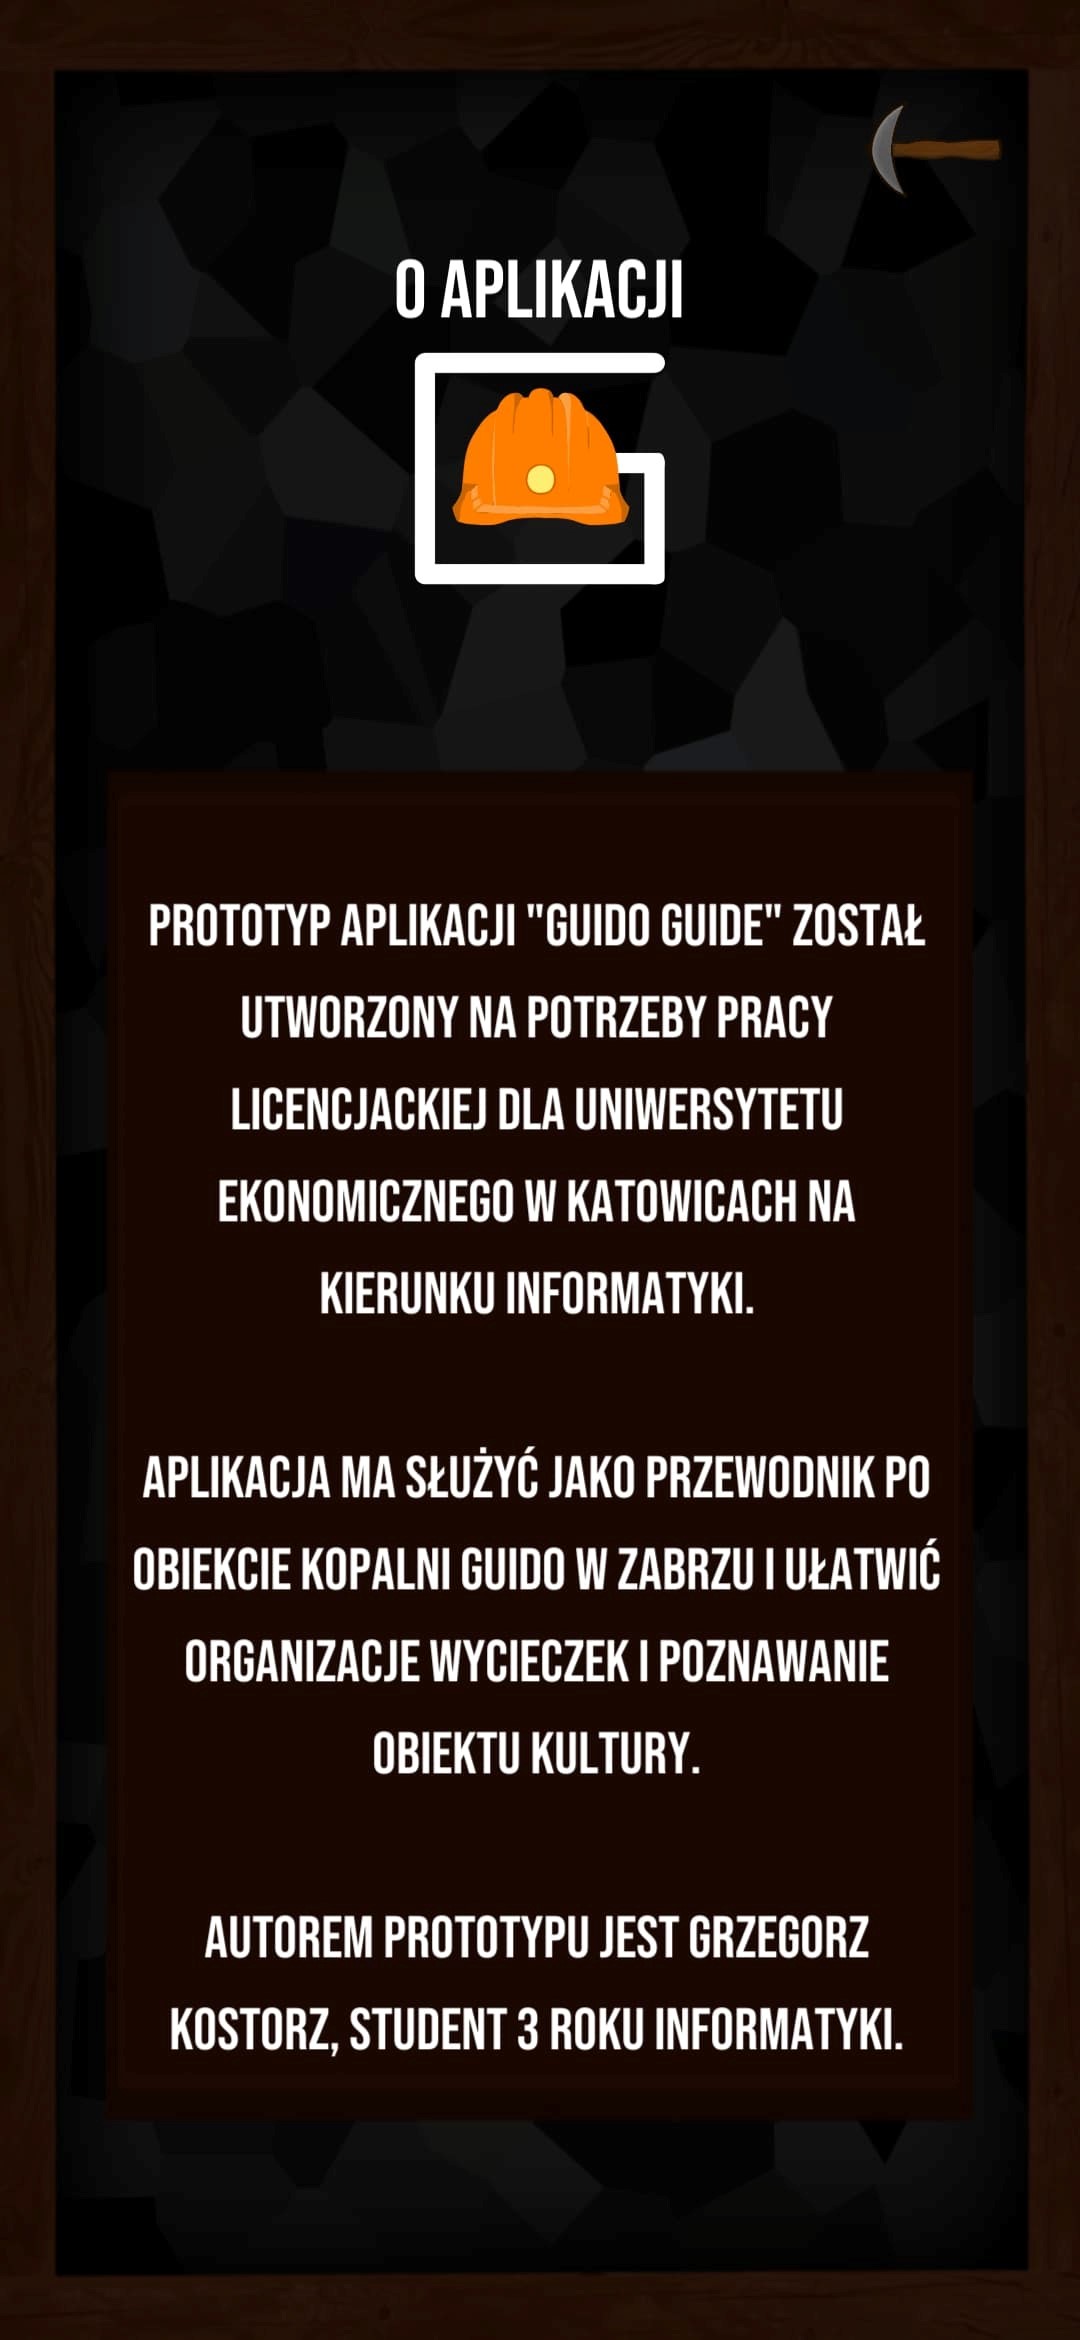 O APLIKACJI
PROTOTYP APLIKACJI "GUIDO GUIDE" ZOSTAŁ
UTWORZONY NA POTRZEBY PRACY
LICENCJACKIEJ DLA UNIWERSYTETU
EKONOMICZNEGO W KATOWICACH NA
KIERUNKU INFORMATYKI.
APLIKACJA MA SŁUŻYĆ JAKO PRZEWODNIK PO
OBIEKCIE KOPALNI GUIDO W ZABRZU I UŁATWIĆ
ORGANIZACJE WYCIECZEK I POZNAWANIE
OBIEKTU KULTURY.
AUTOREM PROTOTYPU JEST GRZEGORZ
KOSTORZ, STUDENT 3 ROKU INFORMATYKI.